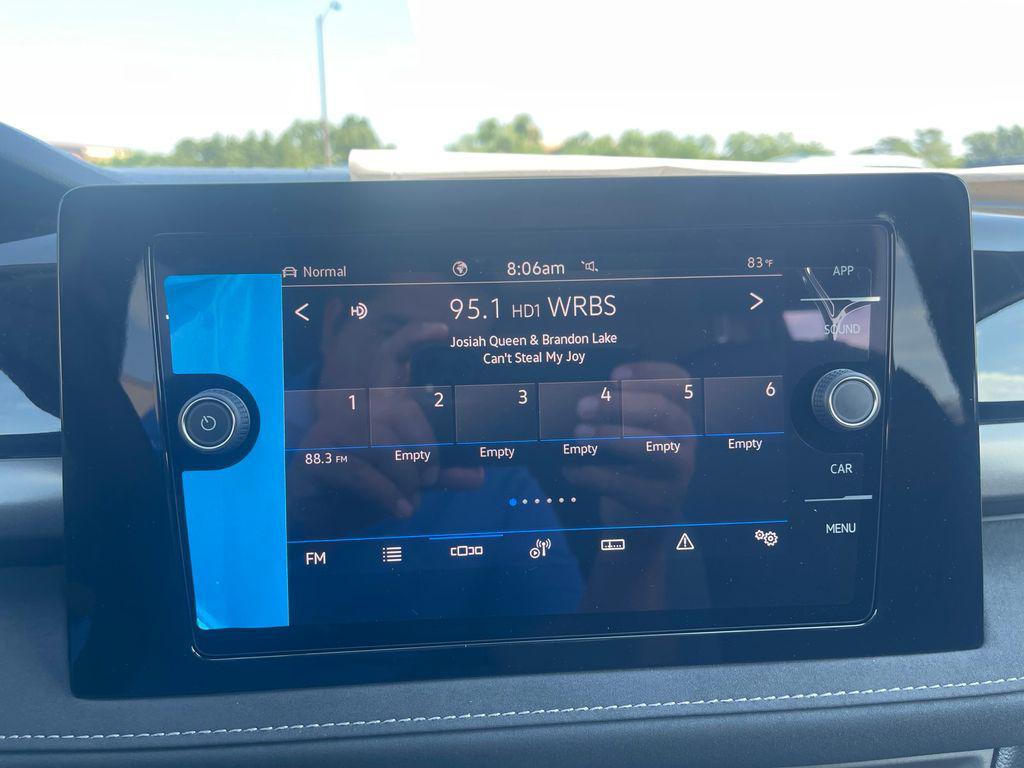 Normal
8:06am
83°F
APP
95.1 HD1 WRBS
SOUND
Josiah Queen & Brandon Lake
Can't Steal My Joy
1 2 3 4 5 6
88.3 FM Empty Empty Empty Empty Empty
CAR
MENU
FM